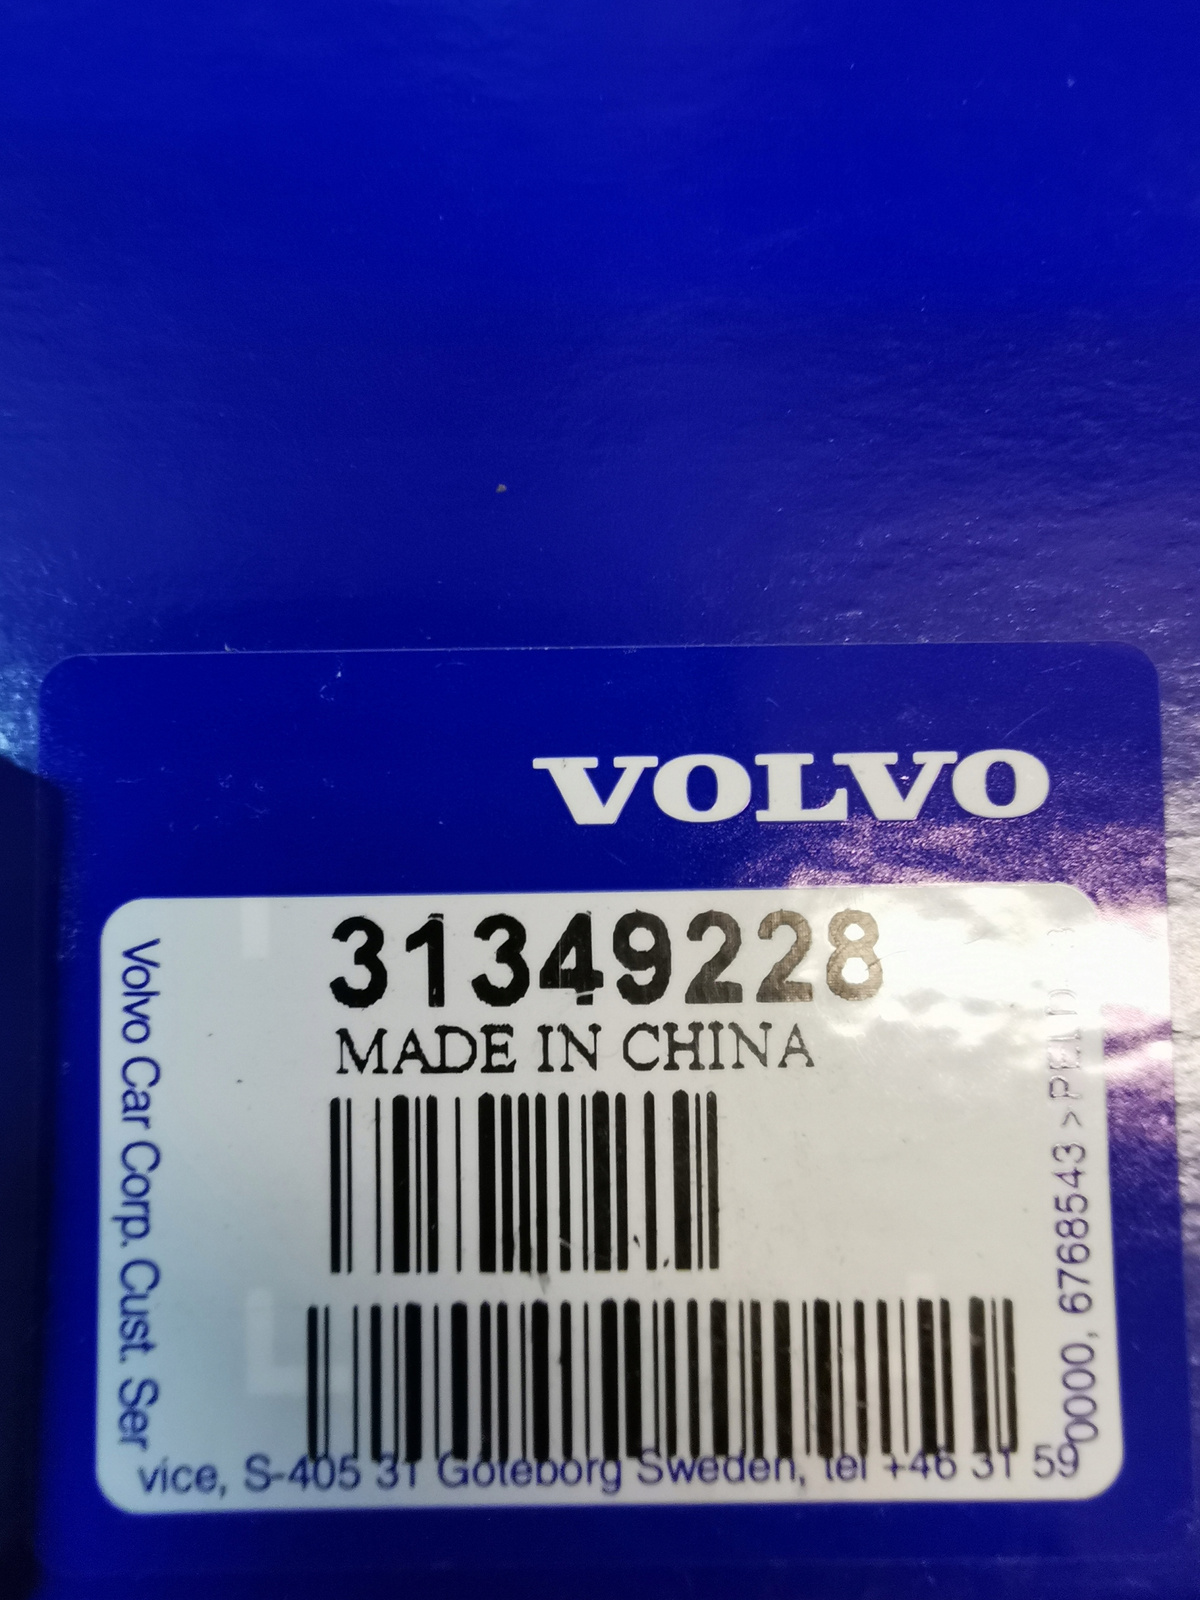 VOLVO
31349228
MADE IN CHINA
Volvo Car Corp. Cust. Ser
vice, S-405 31 Göteborg Sweden, tel +46 31 59
0000, 6768543